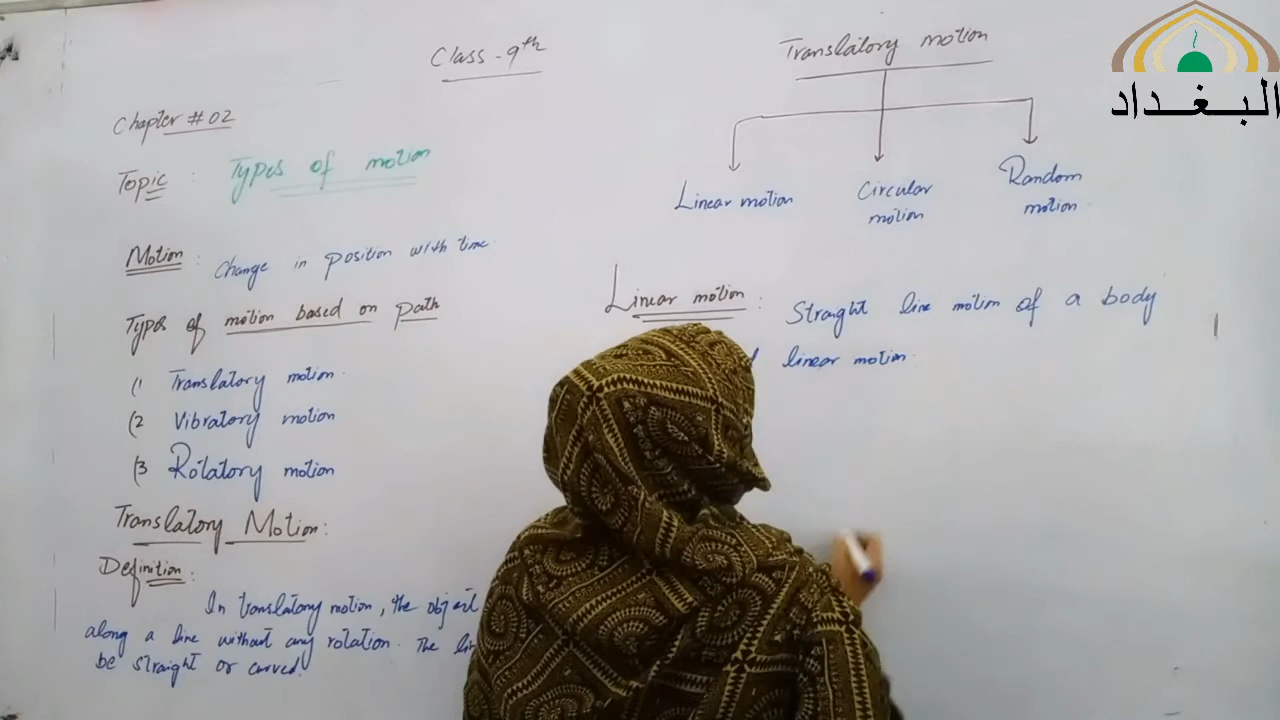 Class - 9th
Chapter # 02
Topic : Types of motion
Motion : Change in position with time
Types of motion based on path
(1 Translatory motion
(2 Vibratory motion
(3 Rotatory motion
Translatory Motion:
Definition:
In translatory motion, the object
along a line without any rotation. The
be straight or curved.
Translatory motion
Linear motion
Circular
motion
Random
motion
Linear motion : Straight line motion of a body
linear motion.
البغداد